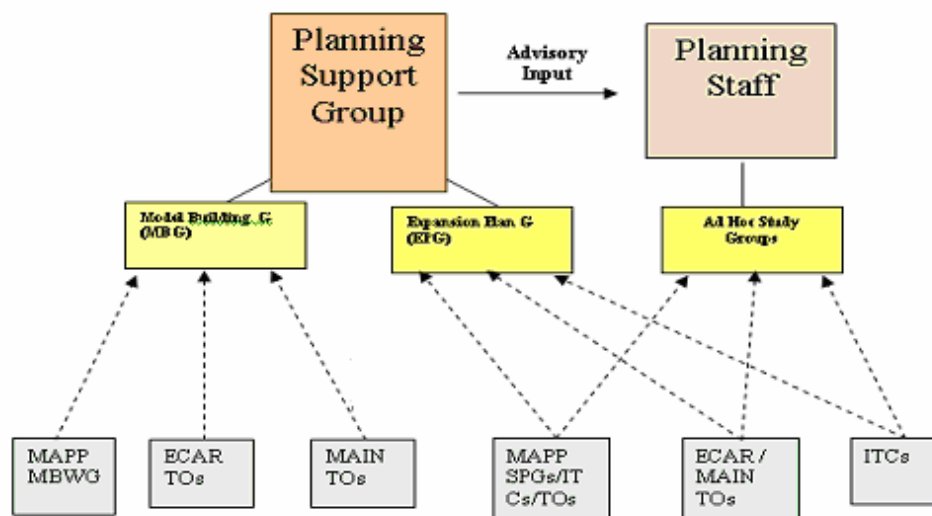 Planning
Support
Group
Advisory
Input
Planning
Staff
Model Building G
(MBG)
Expansion Plan G
(EPG)
Ad Hoc Study
Groups
MAPP
MBWG
ECAR
TOs
MAIN
TOs
MAPP
SPGs/IT
Cs/TOs
ECAR /
MAIN
TOs
ITCs